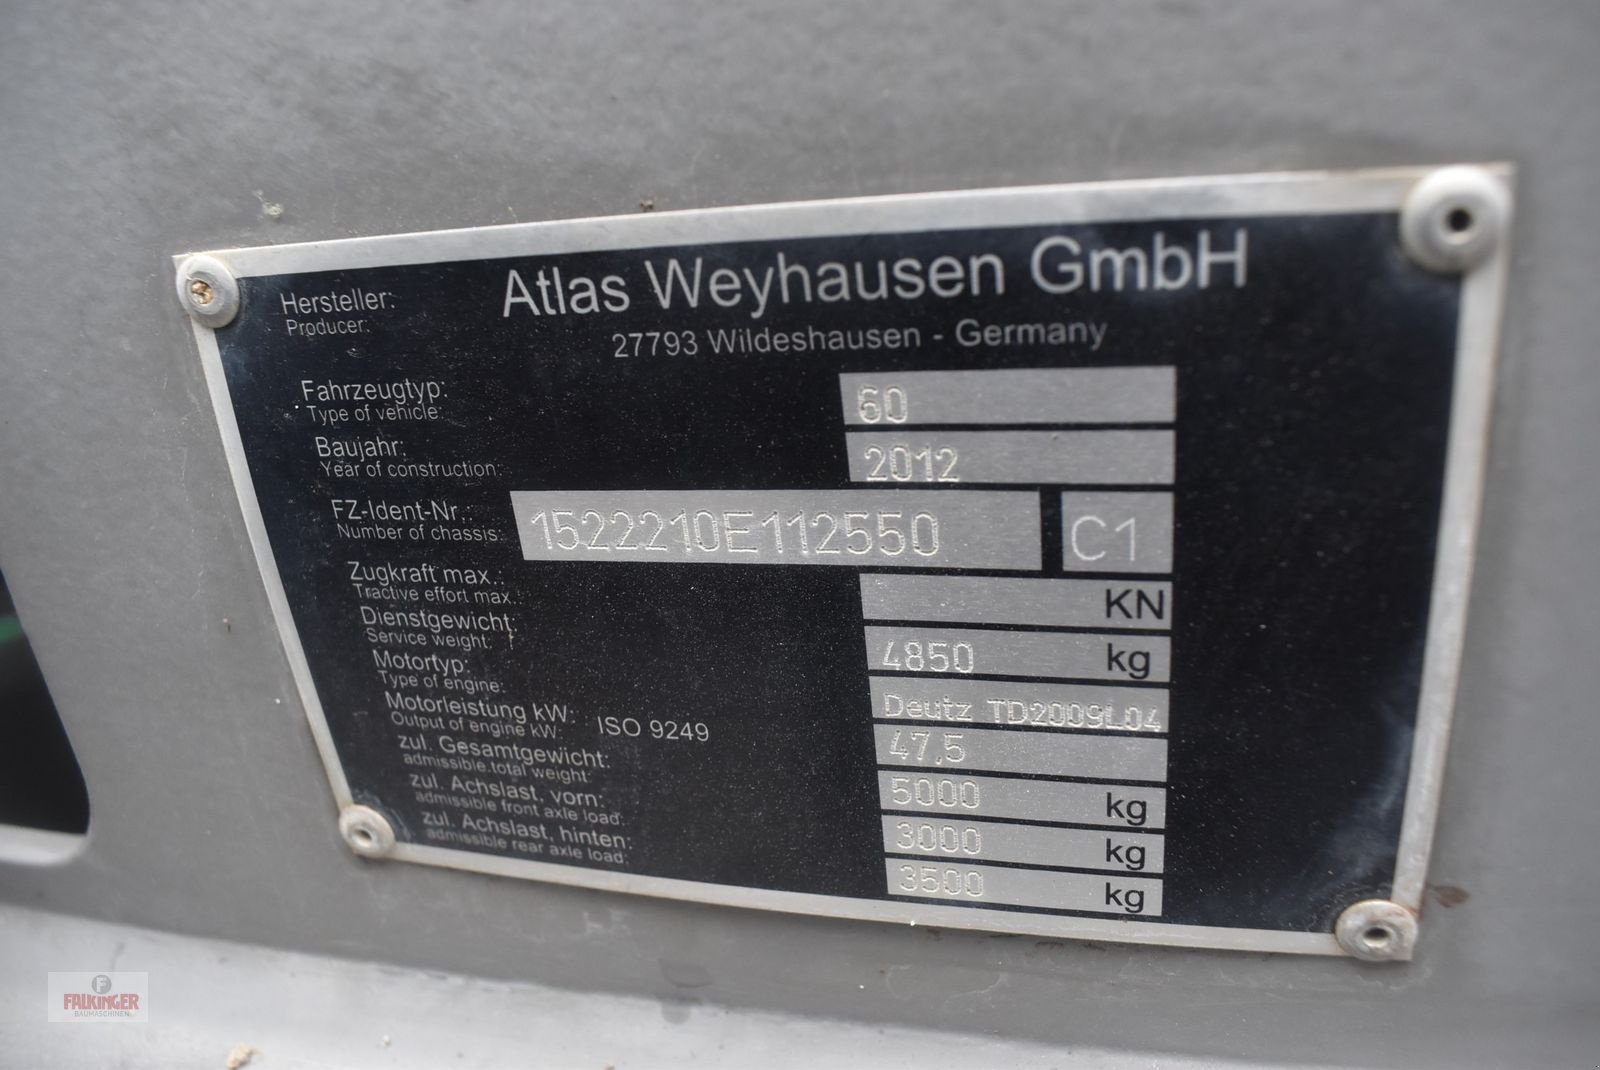 Hersteller: Atlas Weyhausen GmbH
Producer: 27793 Wildeshausen - Germany
Fahrzeugtyp: 60
Type of vehicle:
Baujahr: 2012
Year of construction:
FZ-Ident-Nr.: 1522210E112550 C1
Number of chassis:
Zugkraft max.: KN
Tractive effort max.:
Dienstgewicht: 4850 kg
Service weight:
Motortyp: Deutz TD2009L04
Type of engine:
Motorleistung kW: ISO 9249 47,5
Output of engine kW:
zul. Gesamtgewicht: 5000 kg
admissible.total weight:
zul. Achslast, vorn: 3000 kg
admissible front axle load:
zul. Achslast, hinten: 3500 kg
admissible rear axle load:
F
FALKINGER
BAUMASCHINEN